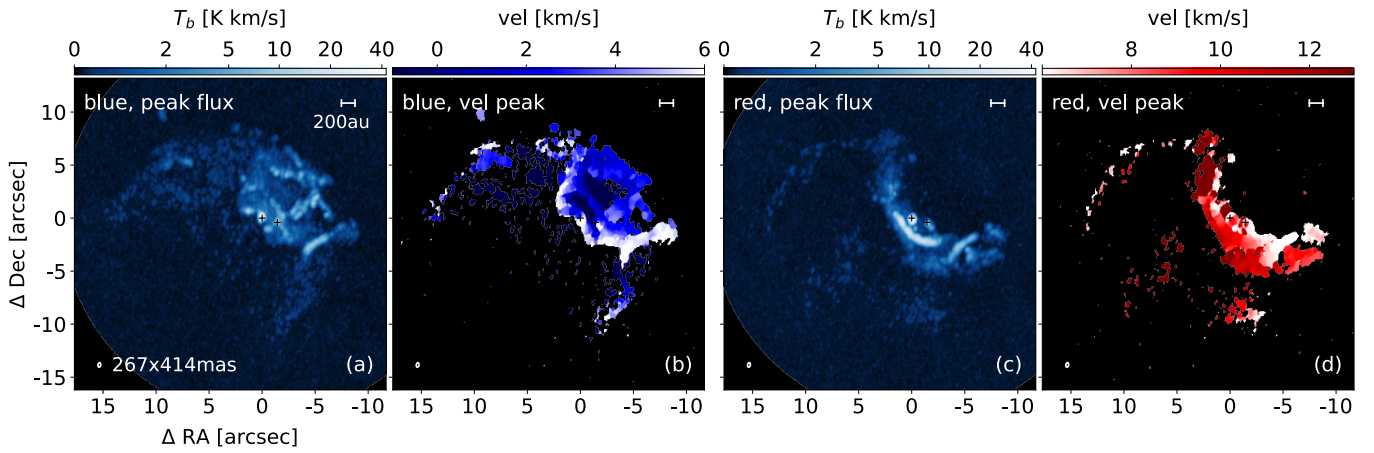 T_b [K km/s]
vel [km/s]
T_b [K km/s]
vel [km/s]
0 2 5 10 20 40
0 2 4 6
0 2 5 10 20 40
8 10 12
blue, peak flux
200au
blue, vel peak
red, peak flux
red, vel peak
10
5
0
-5
-10
-15
Δ Dec [arcsec]
267x414mas
(a)
(b)
(c)
(d)
15 10 5 0 -5 -10
15 10 5 0 -5 -10
15 10 5 0 -5 -10
15 10 5 0 -5 -10
Δ RA [arcsec]